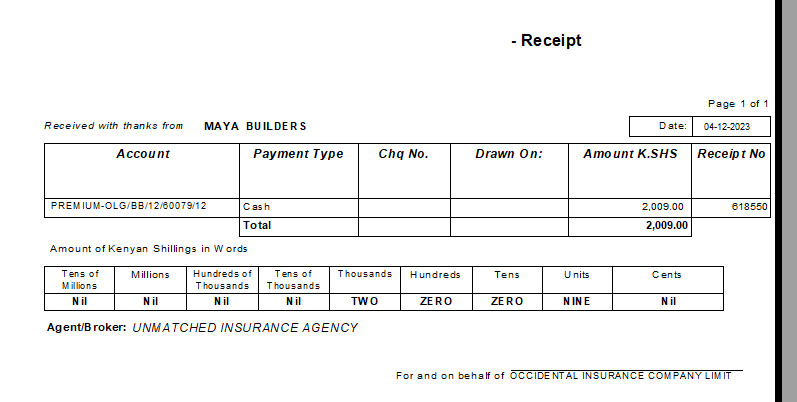 - Receipt
Page 1 of 1
Received with thanks from MAYA BUILDERS Date: 04-12-2023
Account Payment Type Chq No. Drawn On: Amount K.SHS Receipt No
PREMIUM-OLG/BB/12/60079/12 Cash 2,009.00 618550
Total 2,009.00
Amount of Kenyan Shillings in Words
Tens of Millions Millions Hundreds of Thousands Tens of Thousands Thousands Hundreds Tens Units Cents
Nil Nil Nil Nil TWO ZERO ZERO NINE Nil
Agent/Broker: UNMATCHED INSURANCE AGENCY
For and on behalf of OCCIDENTAL INSURANCE COMPANY LIMIT